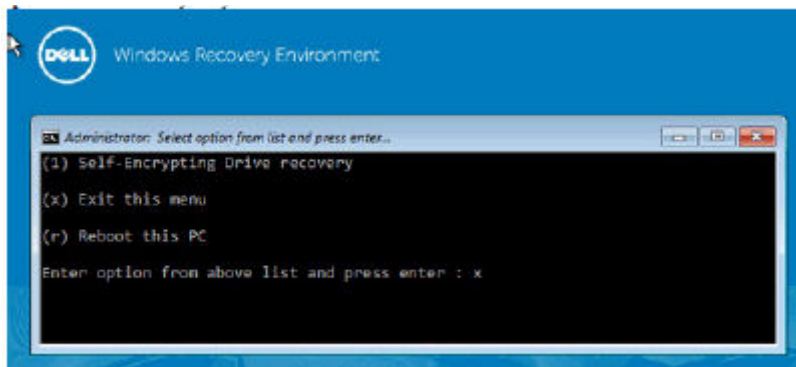 DELL
Windows Recovery Environment
Administrator: Select option from list and press enter...
(1) Self-Encrypting Drive recovery
(x) Exit this menu
(r) Reboot this PC
Enter option from above list and press enter : x